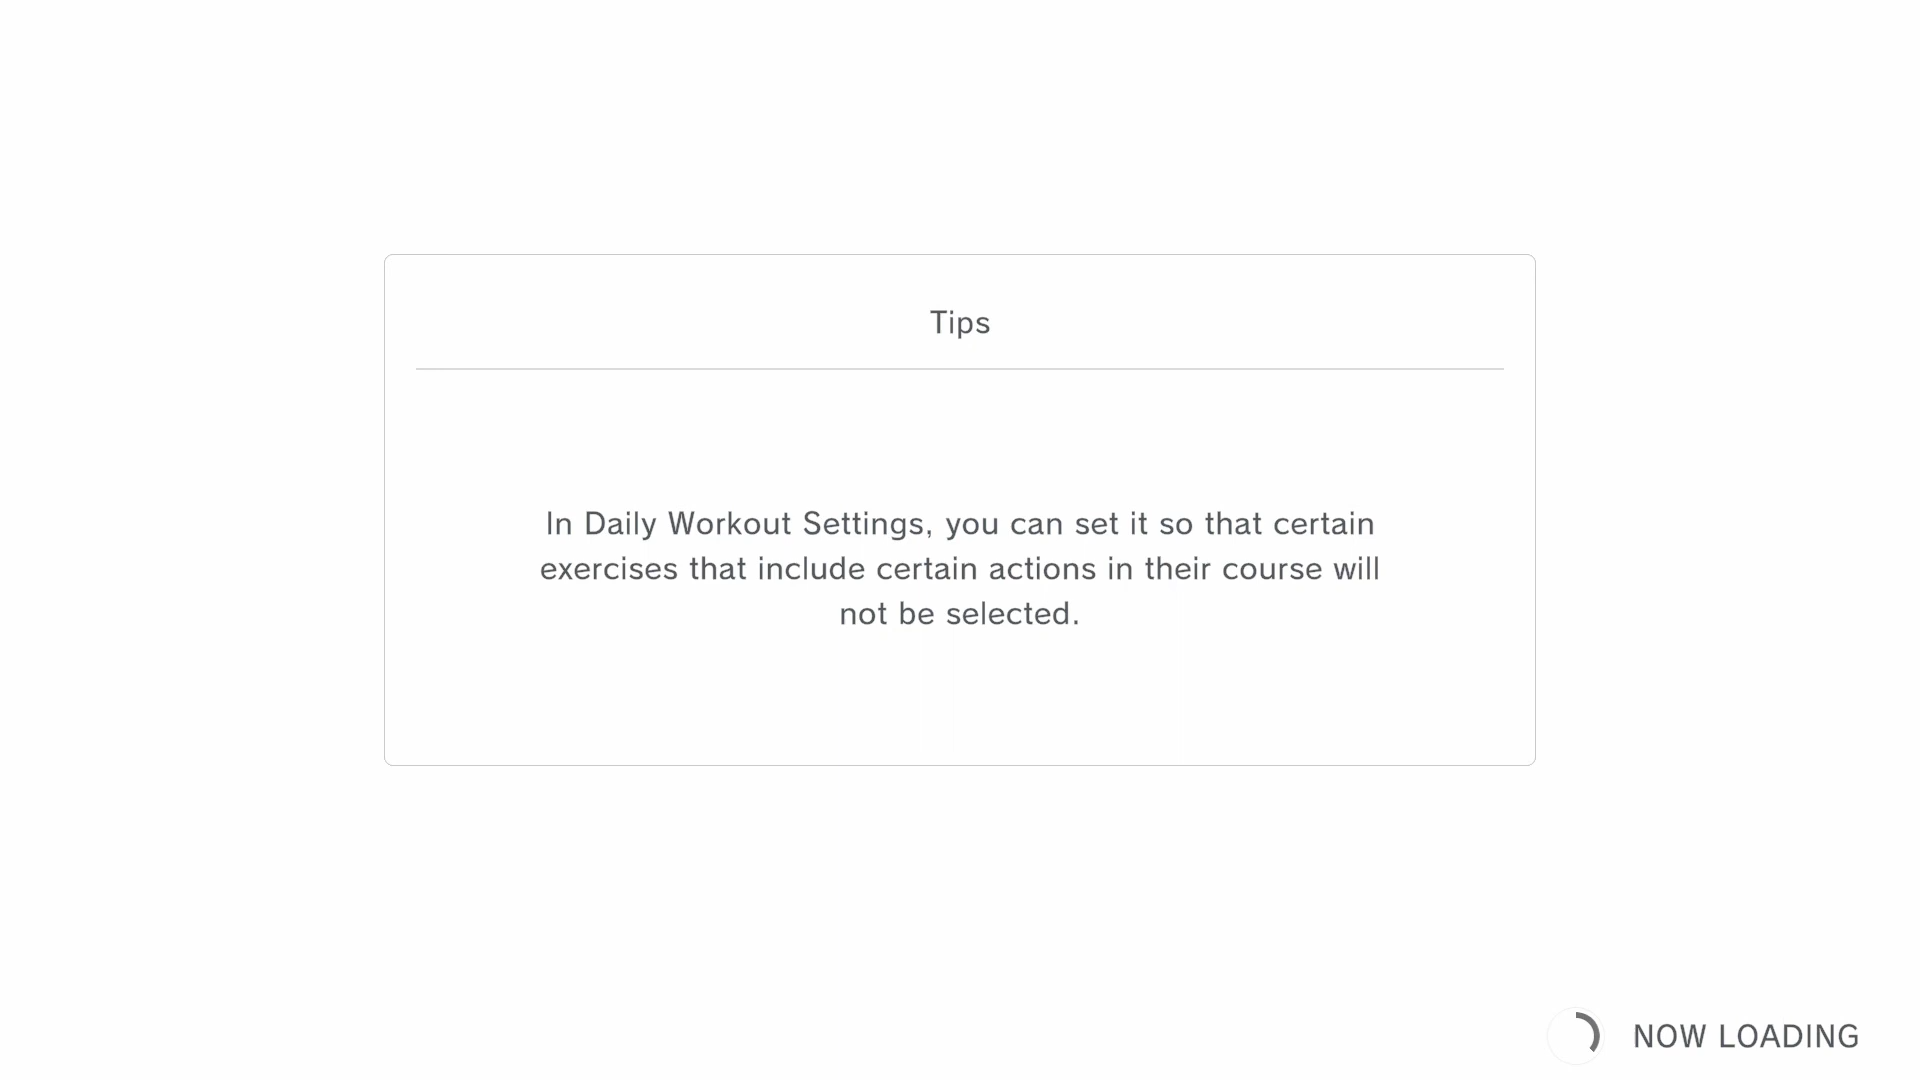 Tips
In Daily Workout Settings, you can set it so that certain
exercises that include certain actions in their course will
not be selected.
NOW LOADING